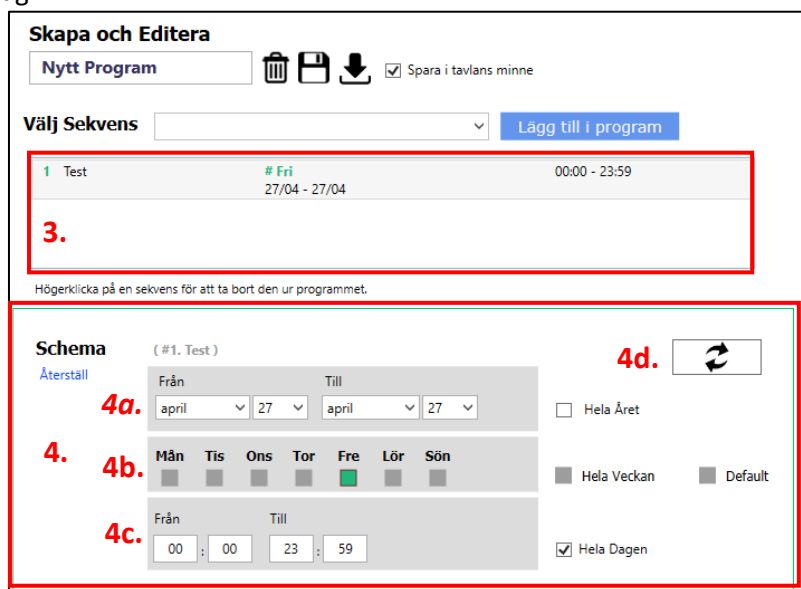 Skapa och Editera
Nytt Program
Spara i tavlans minne
Välj Sekvens
Lägg till i program
1 Test # Fri 00:00 - 23:59
27/04 - 27/04
3.
Högerklicka på en sekvens för att ta bort den ur programmet.
Schema ( #1. Test ) 4d.
Återställ
Från Till
4a. april 27 april 27 Hela Året
4. 4b. Mån Tis Ons Tor Fre Lör Sön
Hela Veckan Default
Från Till
4c. 00 : 00 23 : 59 Hela Dagen